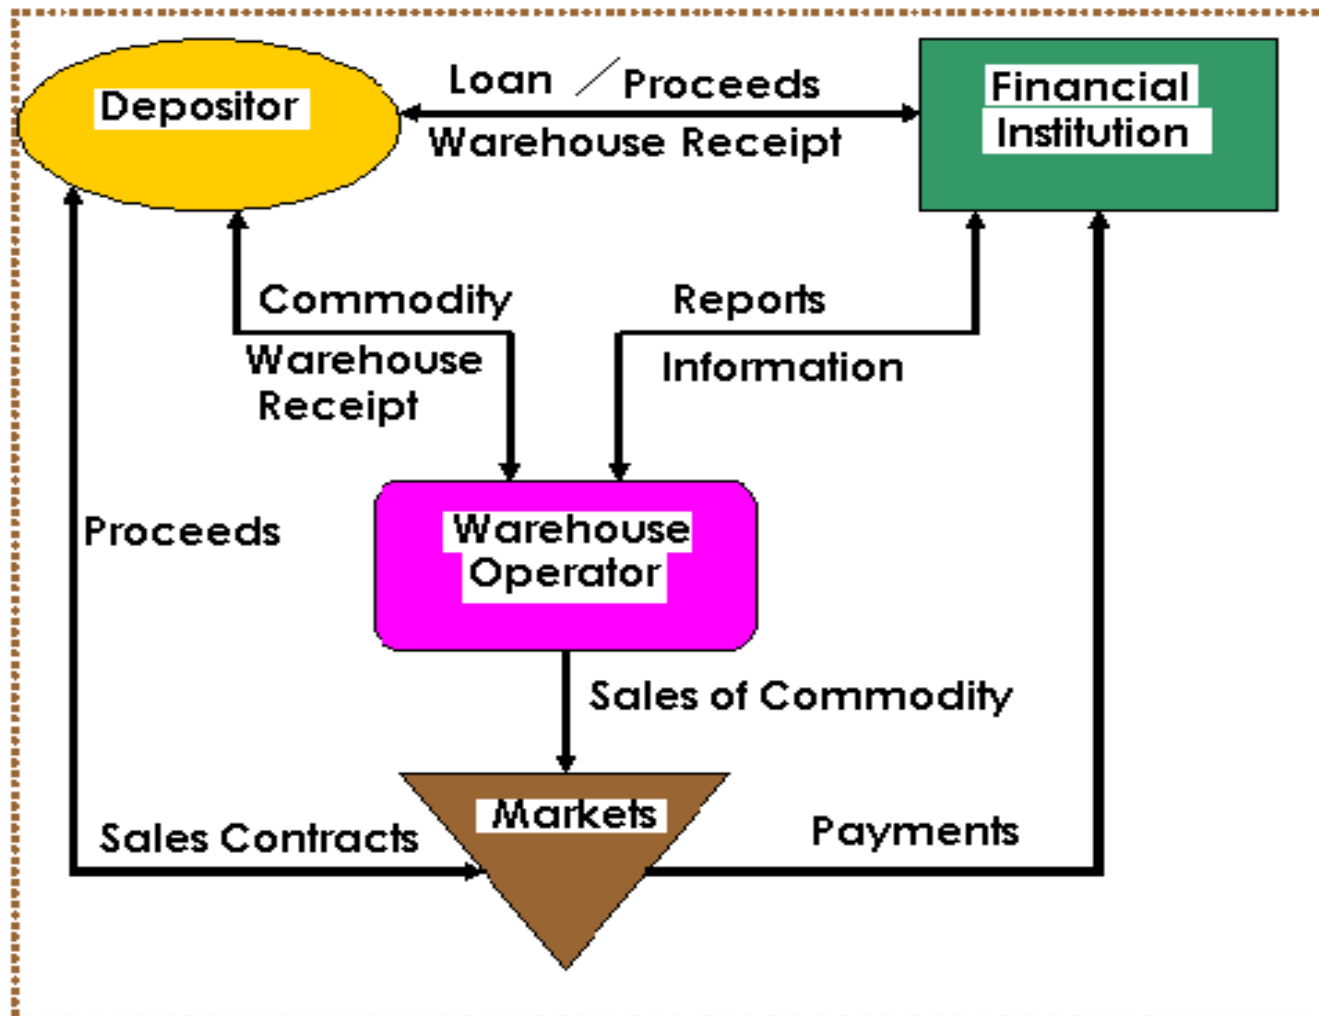 Depositor
Loan / Proceeds
Warehouse Receipt
Financial
Institution
Commodity
Warehouse
Receipt
Reports
Information
Proceeds
Warehouse
Operator
Sales of Commodity
Markets
Sales Contracts
Payments